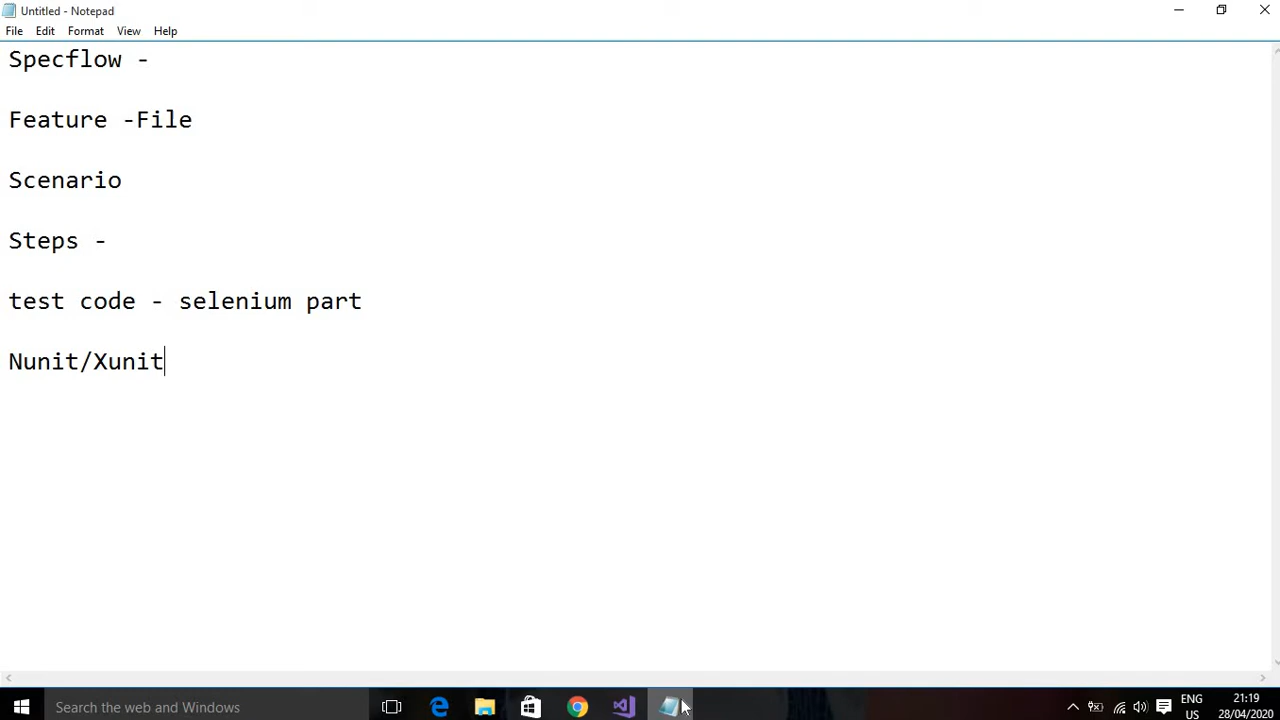 Untitled - Notepad
File Edit Format View Help
Specflow -
Feature -File
Scenario
Steps -
test code - selenium part
Nunit/Xunit
Search the web and Windows
ENG
US
21:19
28/04/2020